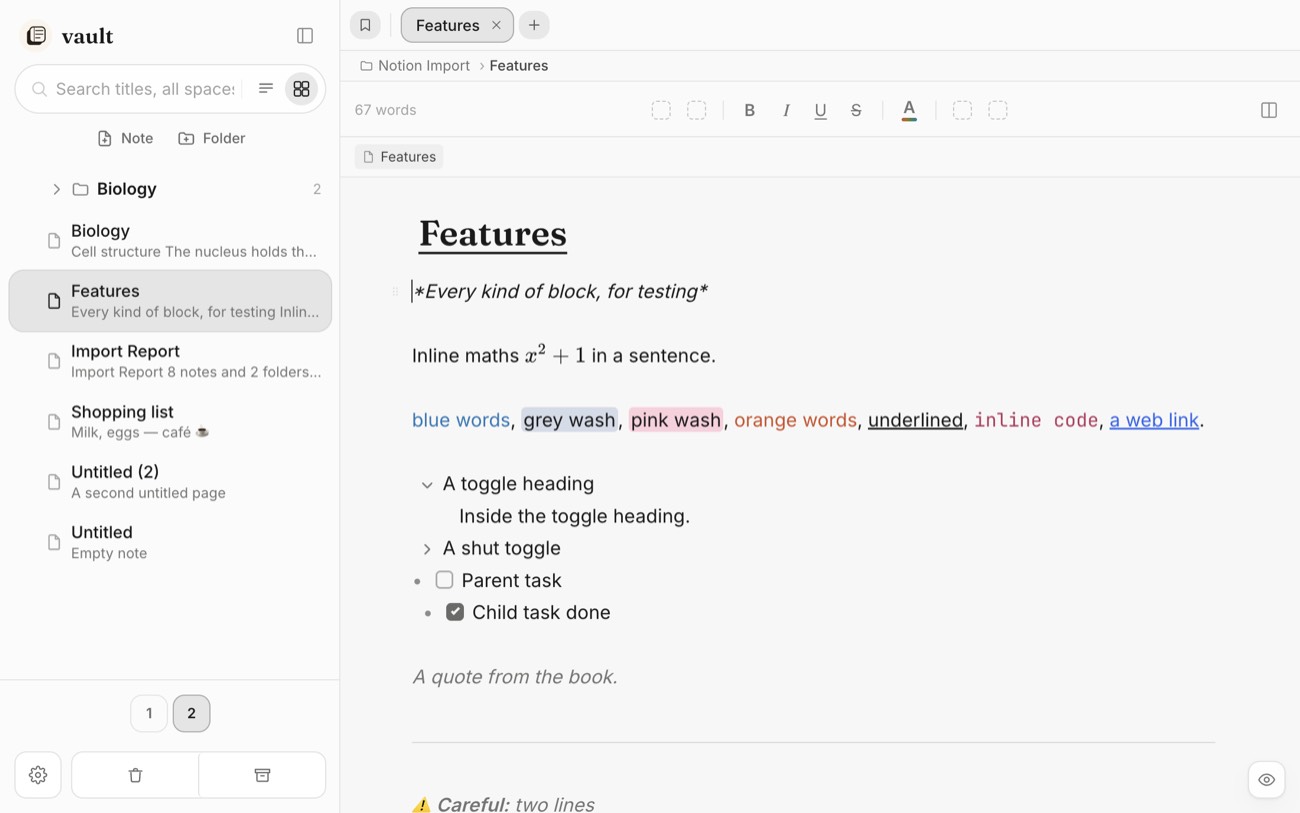 vault
Search titles, all spaces
Note
Folder
Biology
2
Biology
Cell structure The nucleus holds th...
Features
Every kind of block, for testing Inlin...
Import Report
Import Report 8 notes and 2 folders...
Shopping list
Milk, eggs — café ☕
Untitled (2)
A second untitled page
Untitled
Empty note
1
2
Features
Notion Import › Features
67 words
B I U S A
Features
Features
*Every kind of block, for testing*
Inline maths x² + 1 in a sentence.
blue words, grey wash, pink wash, orange words, underlined, inline code, a web link.
A toggle heading
Inside the toggle heading.
A shut toggle
Parent task
Child task done
A quote from the book.
⚠️ Careful: two lines